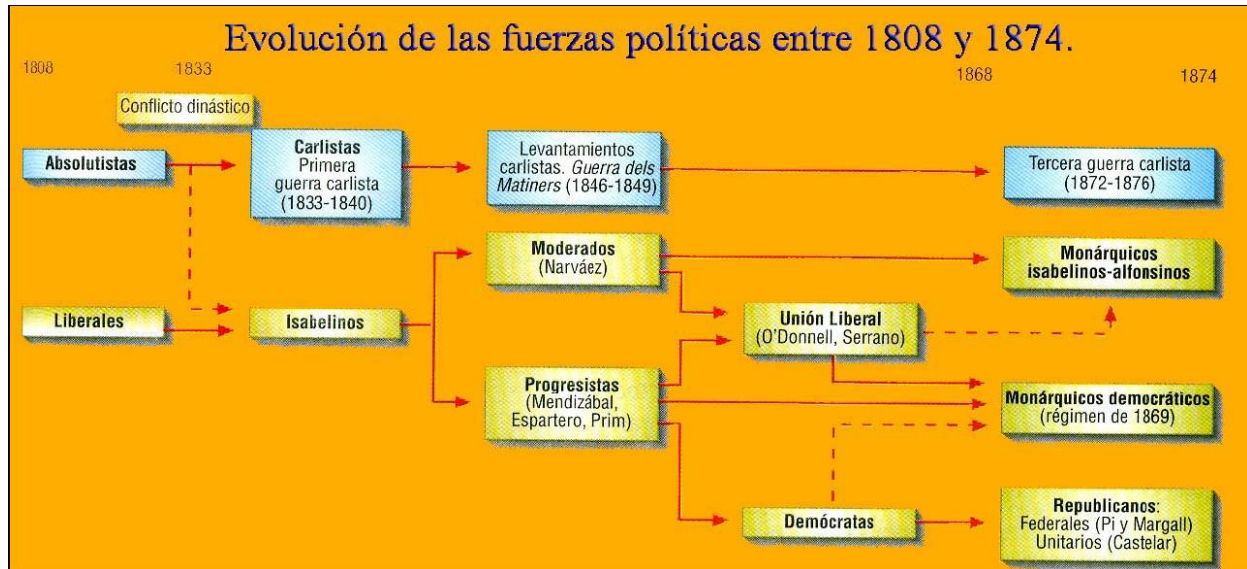 Evolución de las fuerzas políticas entre 1808 y 1874.
1808
1833
1868
1874
Conflicto dinástico
Absolutistas
Carlistas
Primera
guerra carlista
(1833-1840)
Levantamientos
carlistas. Guerra dels
Matiners (1846-1849)
Tercera guerra carlista
(1872-1876)
Moderados
(Narváez)
Monárquicos
isabelinos-alfonsinos
Liberales
Isabelinos
Unión Liberal
(O'Donnell, Serrano)
Progresistas
(Mendizábal,
Espartero, Prim)
Monárquicos democráticos
(régimen de 1869)
Demócratas
Republicanos:
Federales (Pi y Margall)
Unitarios (Castelar)